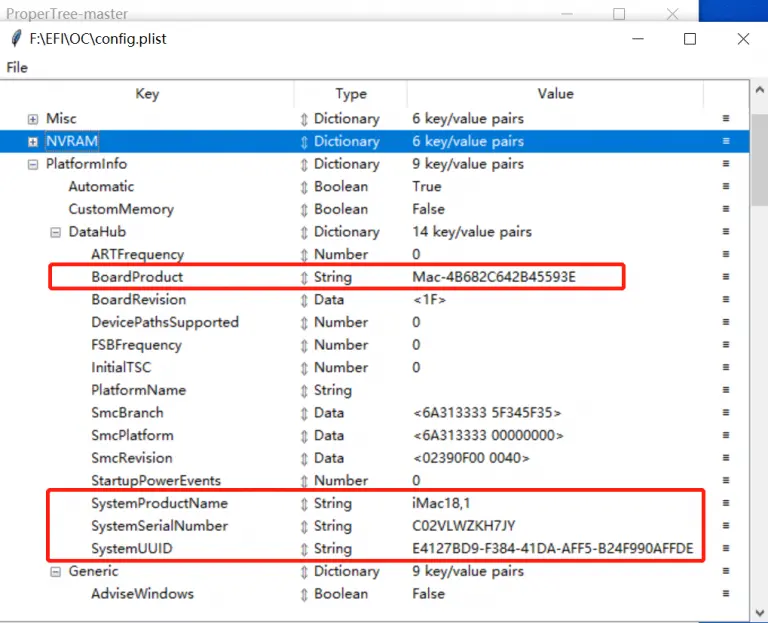 ProperTree-master
F:\EFI\OC\config.plist
File
Key Type Value
Misc Dictionary 6 key/value pairs
NVRAM Dictionary 6 key/value pairs
PlatformInfo Dictionary 9 key/value pairs
Automatic Boolean True
CustomMemory Boolean False
DataHub Dictionary 14 key/value pairs
ARTFrequency Number 0
BoardProduct String Mac-4B682C642B45593E
BoardRevision Data <1F>
DevicePathsSupported Number 0
FSBFrequency Number 0
InitialTSC Number 0
PlatformName String
SmcBranch Data <6A313333 5F345F35>
SmcPlatform Data <6A313333 00000000>
SmcRevision Data <02390F00 0040>
StartupPowerEvents Number 0
SystemProductName String iMac18,1
SystemSerialNumber String C02VLWZKH7JY
SystemUUID String E4127BD9-F384-41DA-AFF5-B24F990AFFDE
Generic Dictionary 9 key/value pairs
AdviseWindows Boolean False